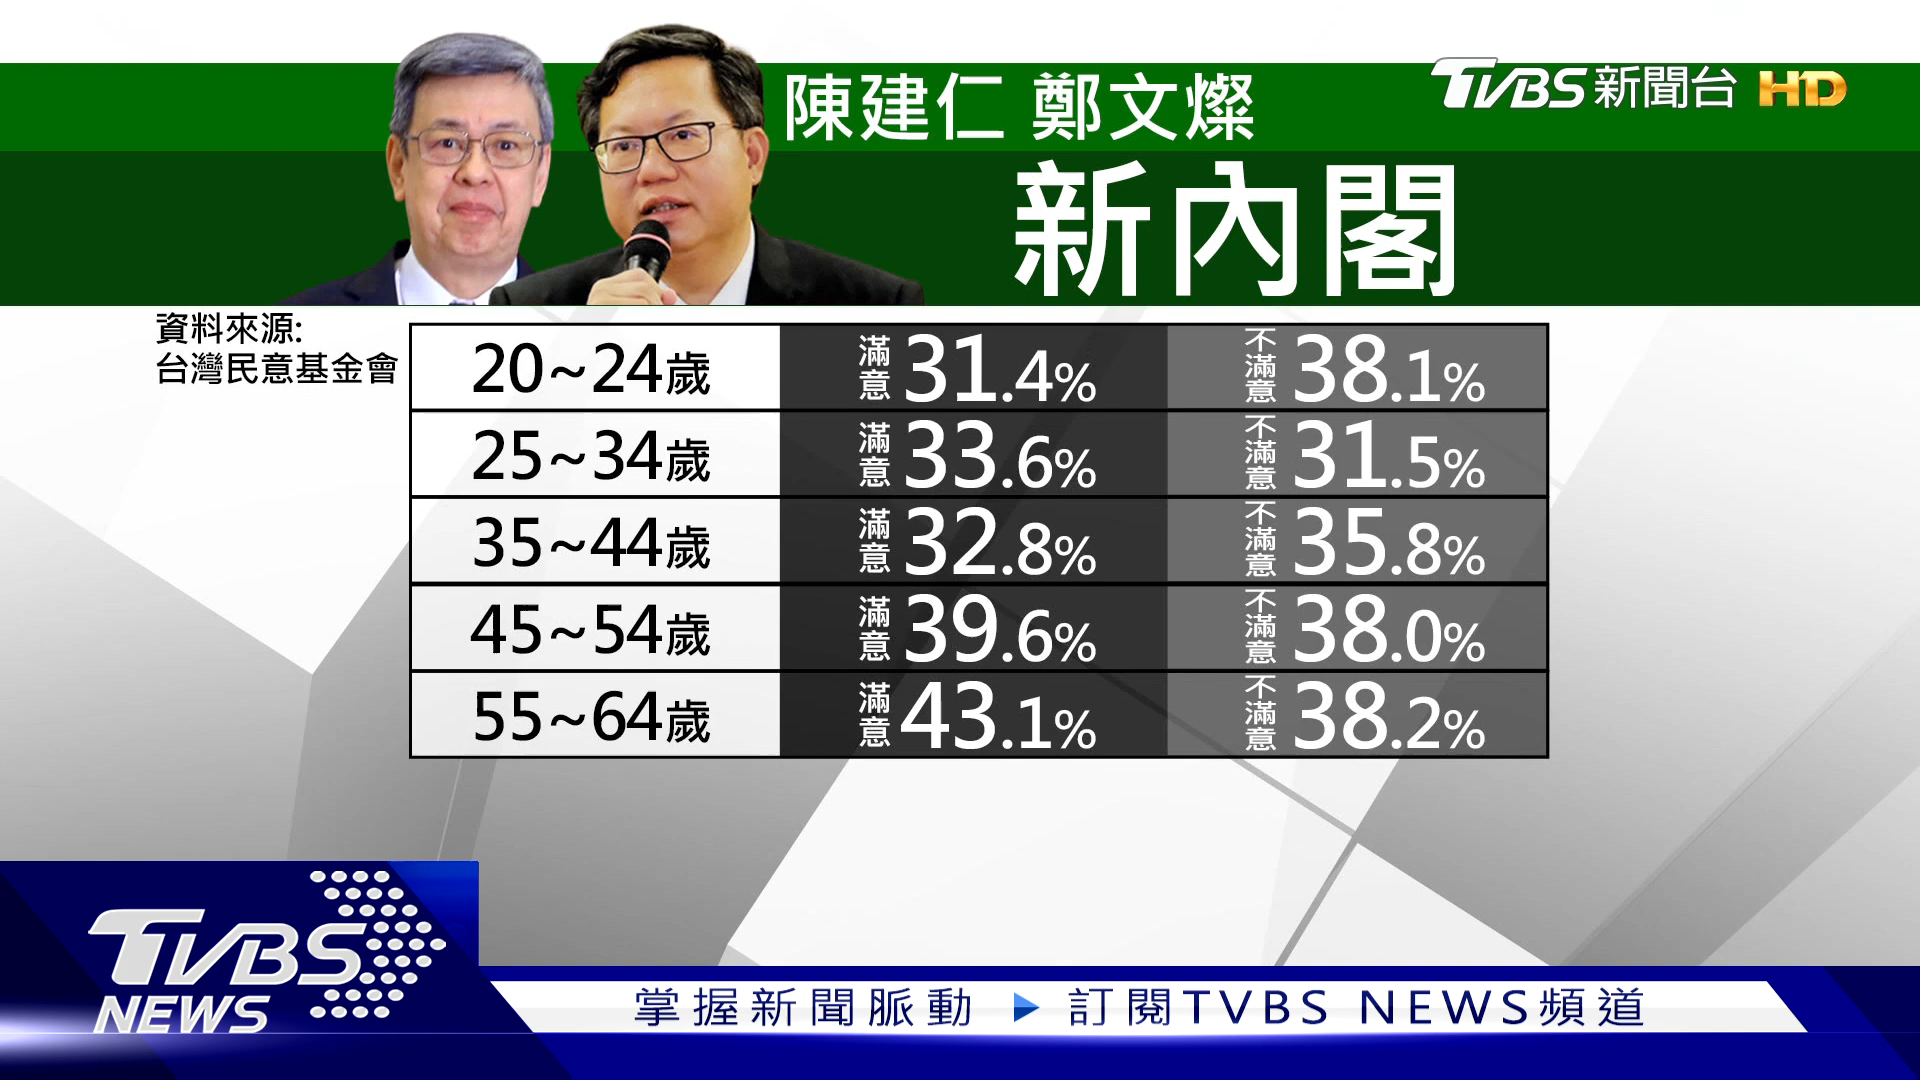 陳建仁 鄭文燦
TVBS新聞台 HD
新內閣
資料來源:
台灣民意基金會
20~24歲 滿意 31.4% 不滿意 38.1%
25~34歲 滿意 33.6% 不滿意 31.5%
35~44歲 滿意 32.8% 不滿意 35.8%
45~54歲 滿意 39.6% 不滿意 38.0%
55~64歲 滿意 43.1% 不滿意 38.2%
TVBS
NEWS
掌握新聞脈動 ▶ 訂閱TVBS NEWS頻道